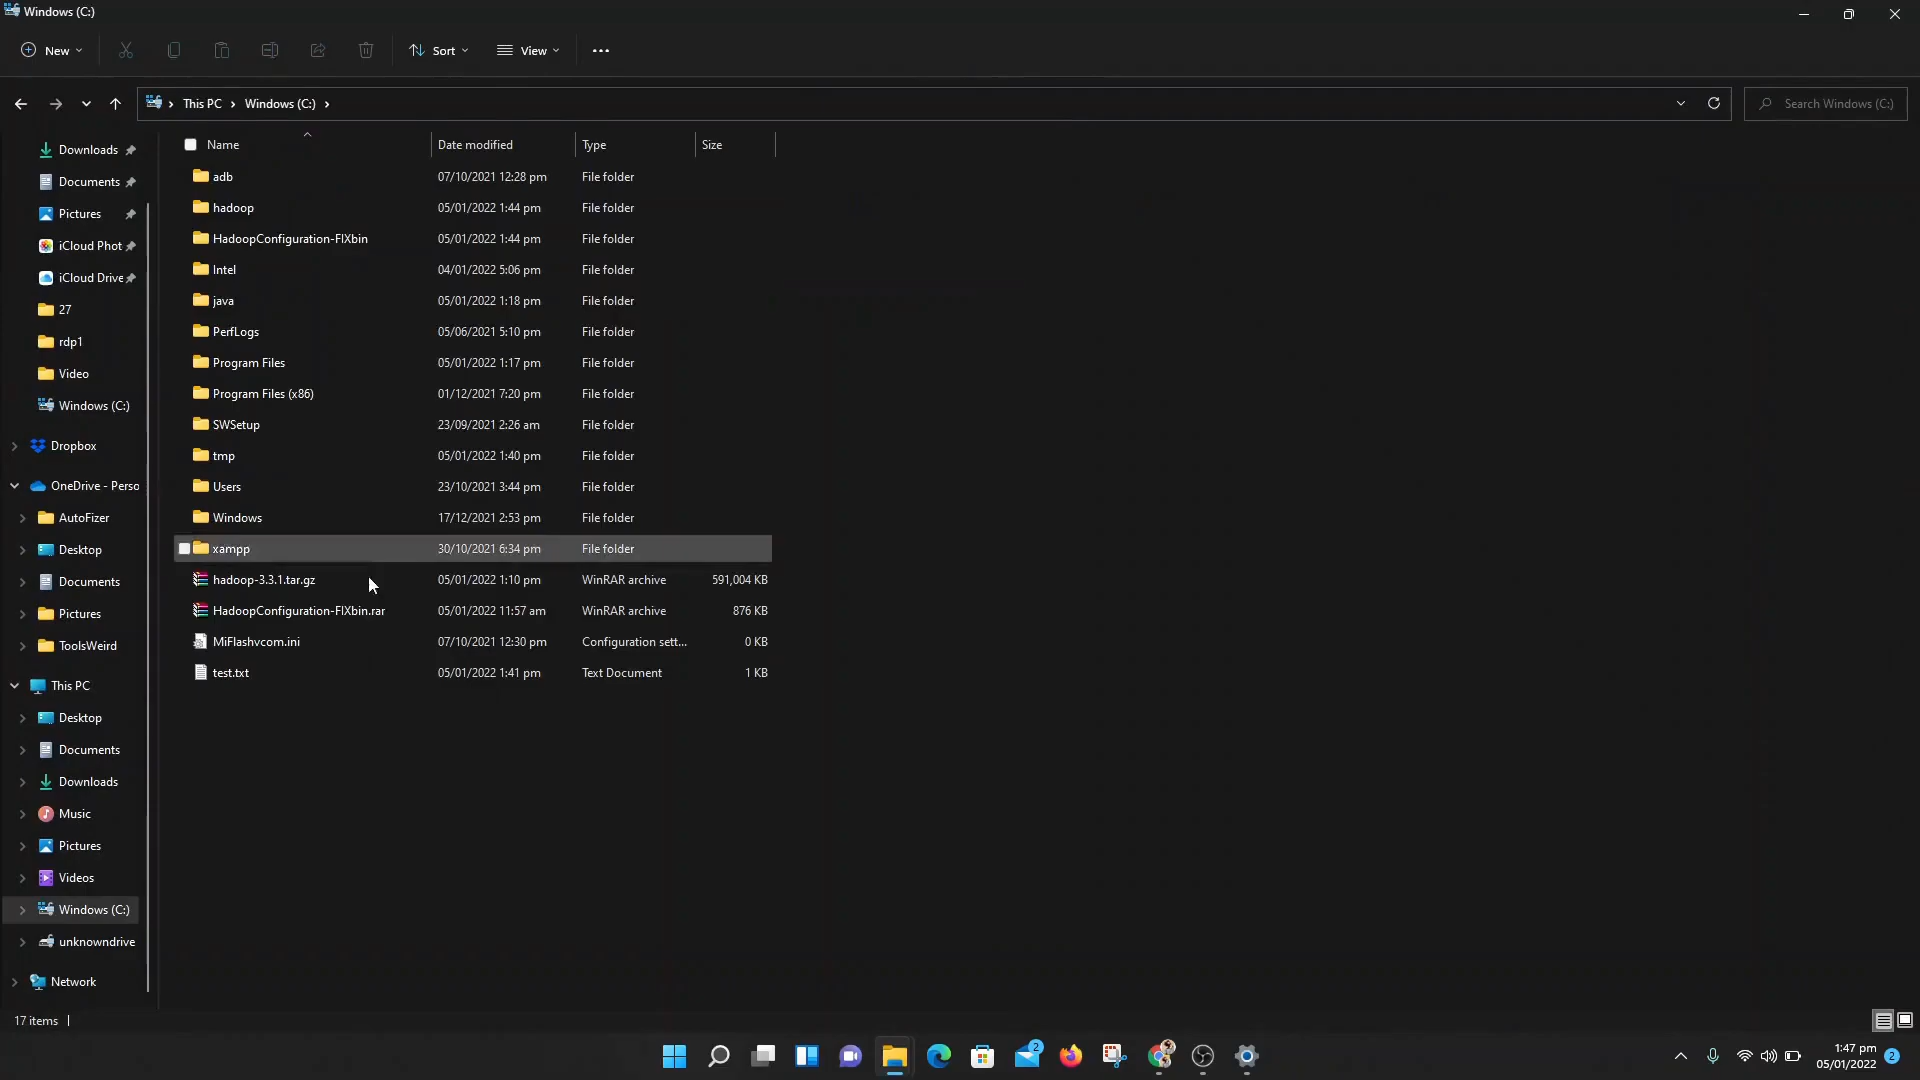 Windows (C:)
New
Sort
View
This PC
Windows (C:)
Search Windows (C:)
Name
Date modified
Type
Size
Downloads
Documents
Pictures
iCloud Phot
iCloud Drive
27
rdp1
Video
Windows (C:)
Dropbox
OneDrive - Perso
AutoFizer
Desktop
Documents
Pictures
ToolsWeird
This PC
Desktop
Documents
Downloads
Music
Pictures
Videos
Windows (C:)
unknowndrive
Network
adb 07/10/2021 12:28 pm File folder
hadoop 05/01/2022 1:44 pm File folder
HadoopConfiguration-FIXbin 05/01/2022 1:44 pm File folder
Intel 04/01/2022 5:06 pm File folder
java 05/01/2022 1:18 pm File folder
PerfLogs 05/06/2021 5:10 pm File folder
Program Files 05/01/2022 1:17 pm File folder
Program Files (x86) 01/12/2021 7:20 pm File folder
SWSetup 23/09/2021 2:26 am File folder
tmp 05/01/2022 1:40 pm File folder
Users 23/10/2021 3:44 pm File folder
Windows 17/12/2021 2:53 pm File folder
xampp 30/10/2021 6:34 pm File folder
hadoop-3.3.1.tar.gz 05/01/2022 1:10 pm WinRAR archive 591,004 KB
HadoopConfiguration-FIXbin.rar 05/01/2022 11:57 am WinRAR archive 876 KB
MiFlashvcom.ini 07/10/2021 12:30 pm Configuration sett... 0 KB
test.txt 05/01/2022 1:41 pm Text Document 1 KB
17 items
2
1:47 pm
05/01/2022
2